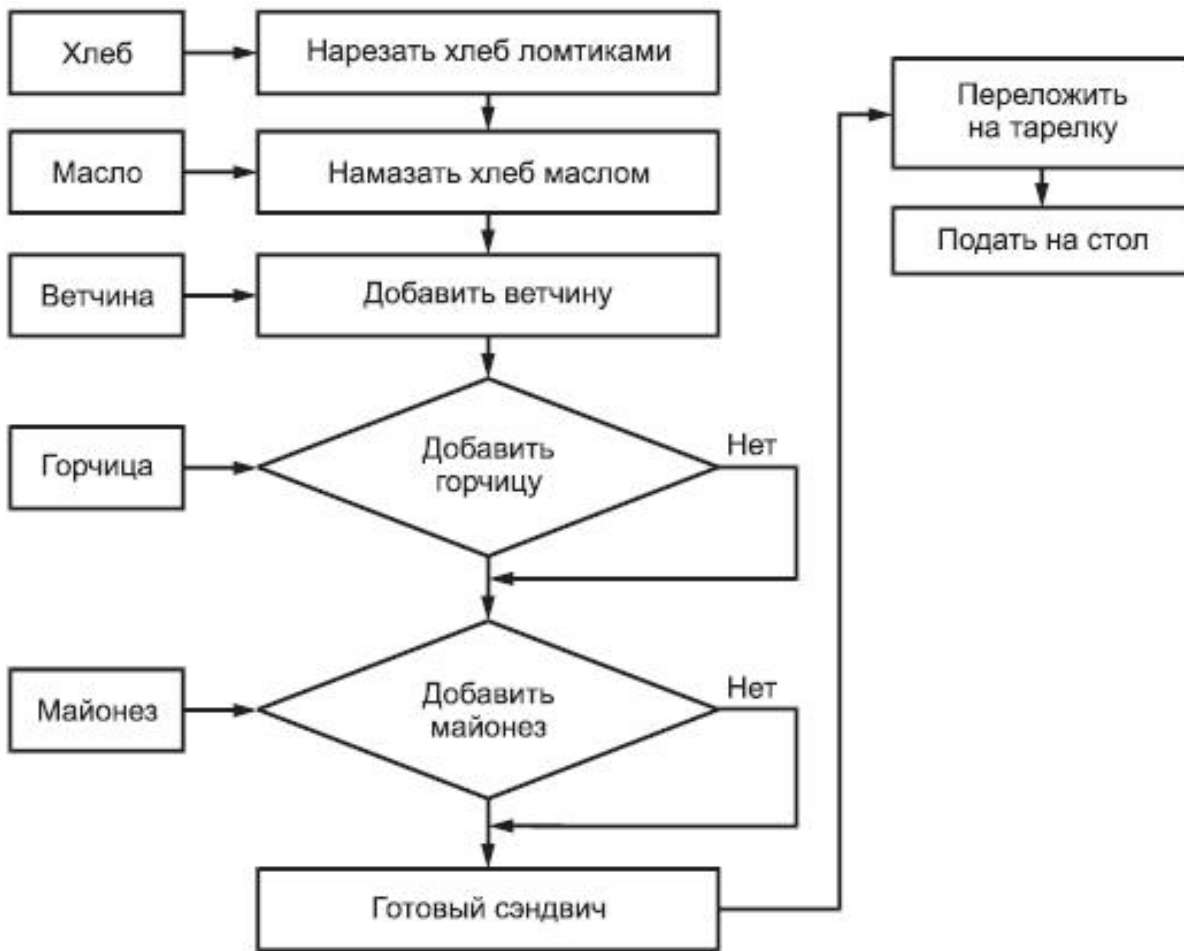 Хлеб
Нарезать хлеб ломтиками
Масло
Намазать хлеб маслом
Ветчина
Добавить ветчину
Горчица
Добавить
горчицу
Нет
Майонез
Добавить
майонез
Нет
Готовый сэндвич
Переложить
на тарелку
Подать на стол